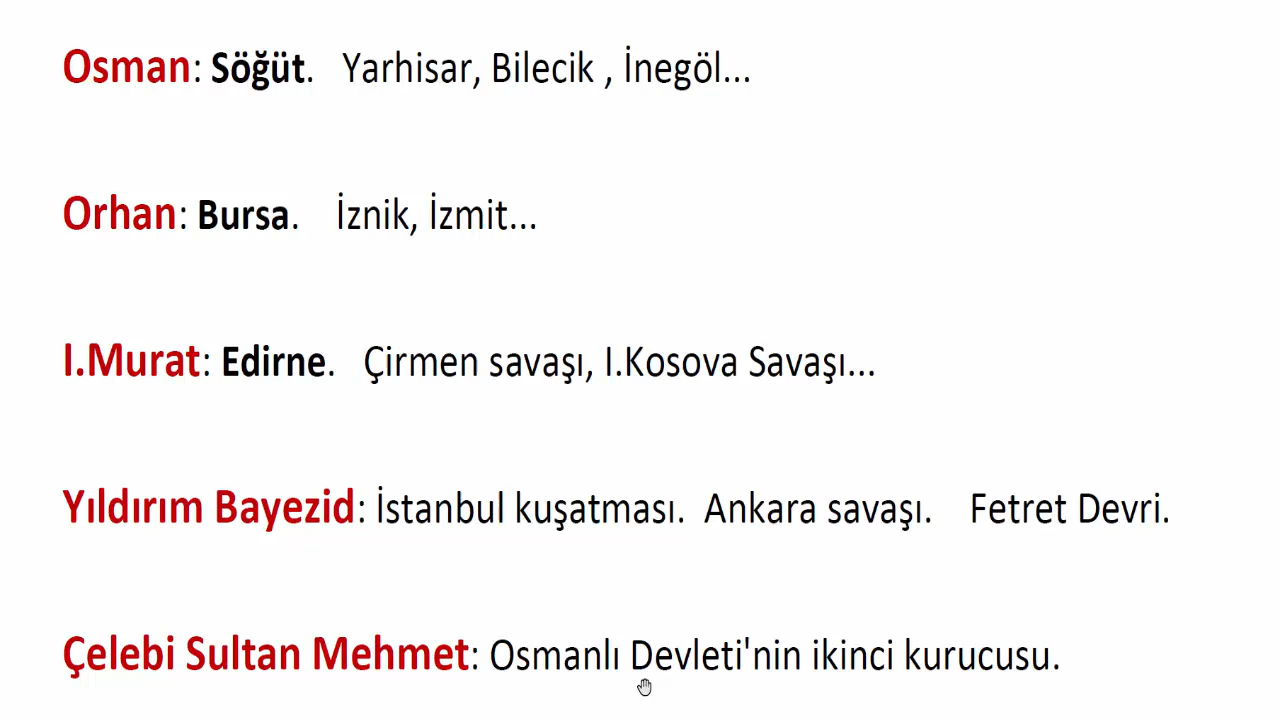 Osman: Söğüt. Yarhisar, Bilecik , İnegöl...
Orhan: Bursa. İznik, İzmit...
I.Murat: Edirne. Çirmen savaşı, I.Kosova Savaşı...
Yıldırım Bayezid: İstanbul kuşatması. Ankara savaşı. Fetret Devri.
Çelebi Sultan Mehmet: Osmanlı Devleti'nin ikinci kurucusu.